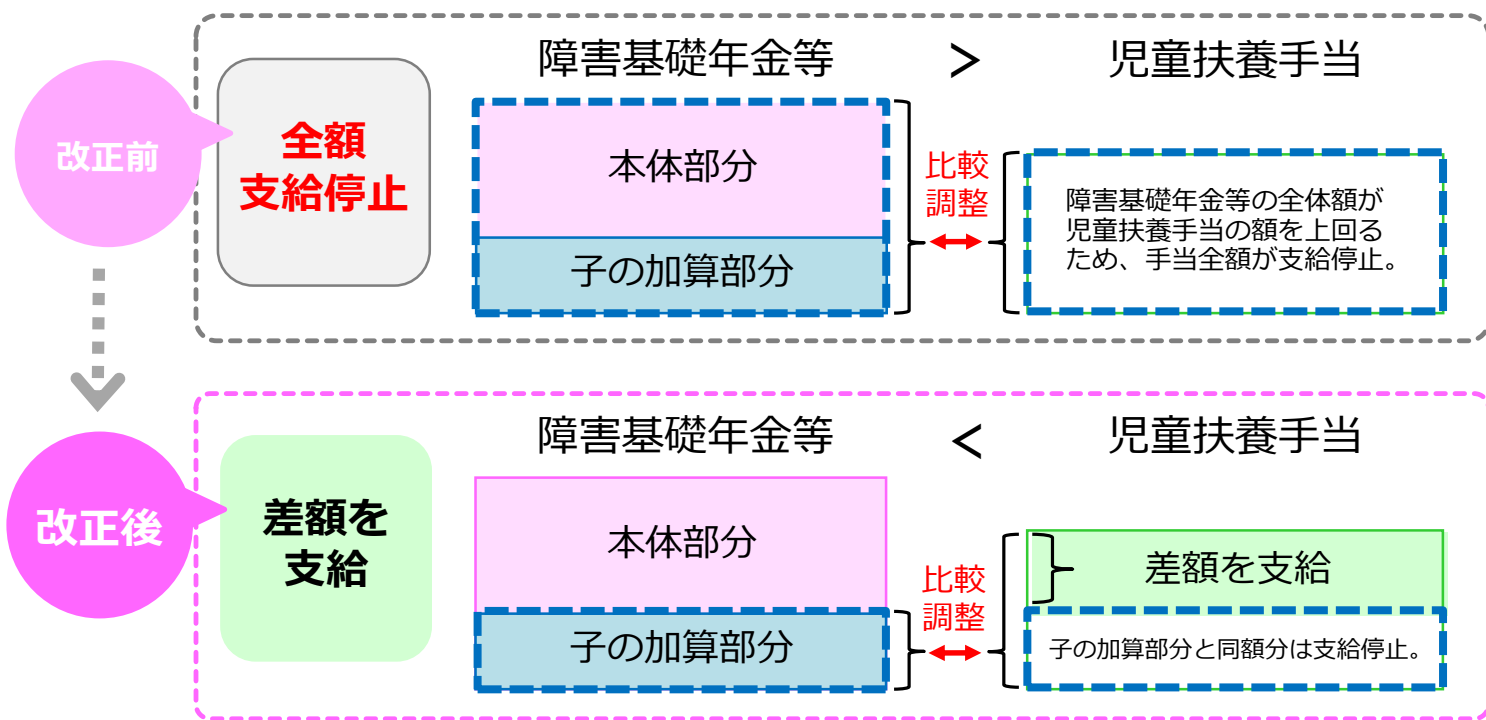 改正前
全額
支給停止
障害基礎年金等 > 児童扶養手当
本体部分
子の加算部分
比較
調整
障害基礎年金等の全体額が
児童扶養手当の額を上回る
ため、手当全額が支給停止。
改正後
差額を
支給
障害基礎年金等 < 児童扶養手当
本体部分
子の加算部分
比較
調整
差額を支給
子の加算部分と同額分は支給停止。